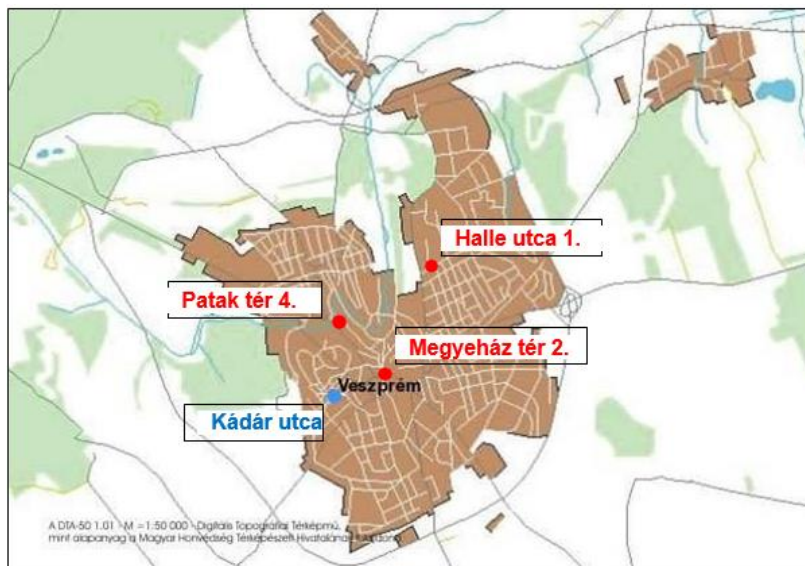 Halle utca 1.
Patak tér 4.
Megyeház tér 2.
Veszprém
Kádár utca
A DTA-50 1.01 - M =1:50 000 - Digitális Topográfiai Térképmű,
mint alapanyag a Magyar Honvédség Térképészeti Hivatalának